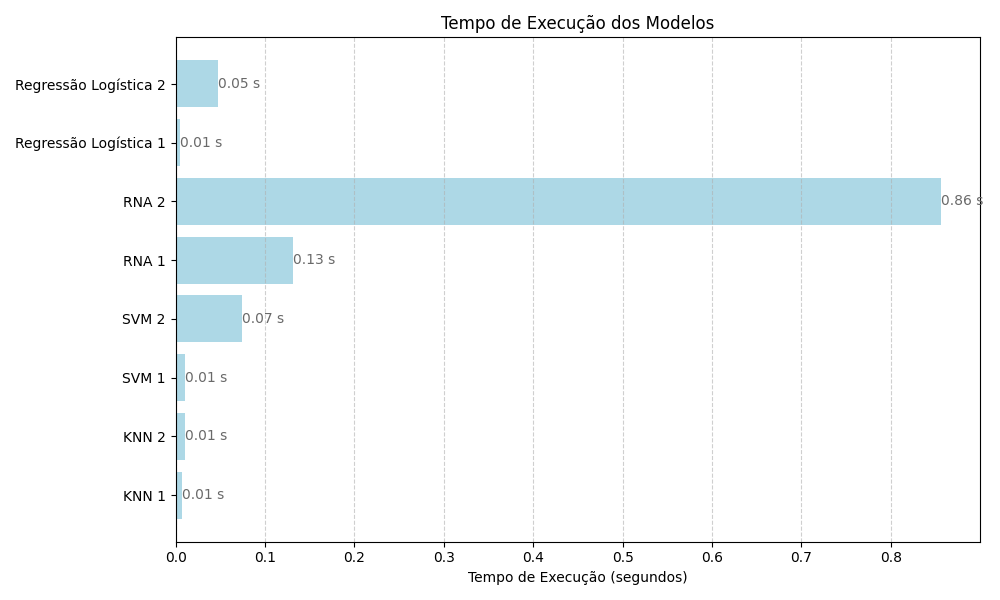 Tempo de Execução dos Modelos
Regressão Logística 2
0.05 s
Regressão Logística 1
0.01 s
RNA 2
0.86 s
RNA 1
0.13 s
SVM 2
0.07 s
SVM 1
0.01 s
KNN 2
0.01 s
KNN 1
0.01 s
0.0 0.1 0.2 0.3 0.4 0.5 0.6 0.7 0.8
Tempo de Execução (segundos)